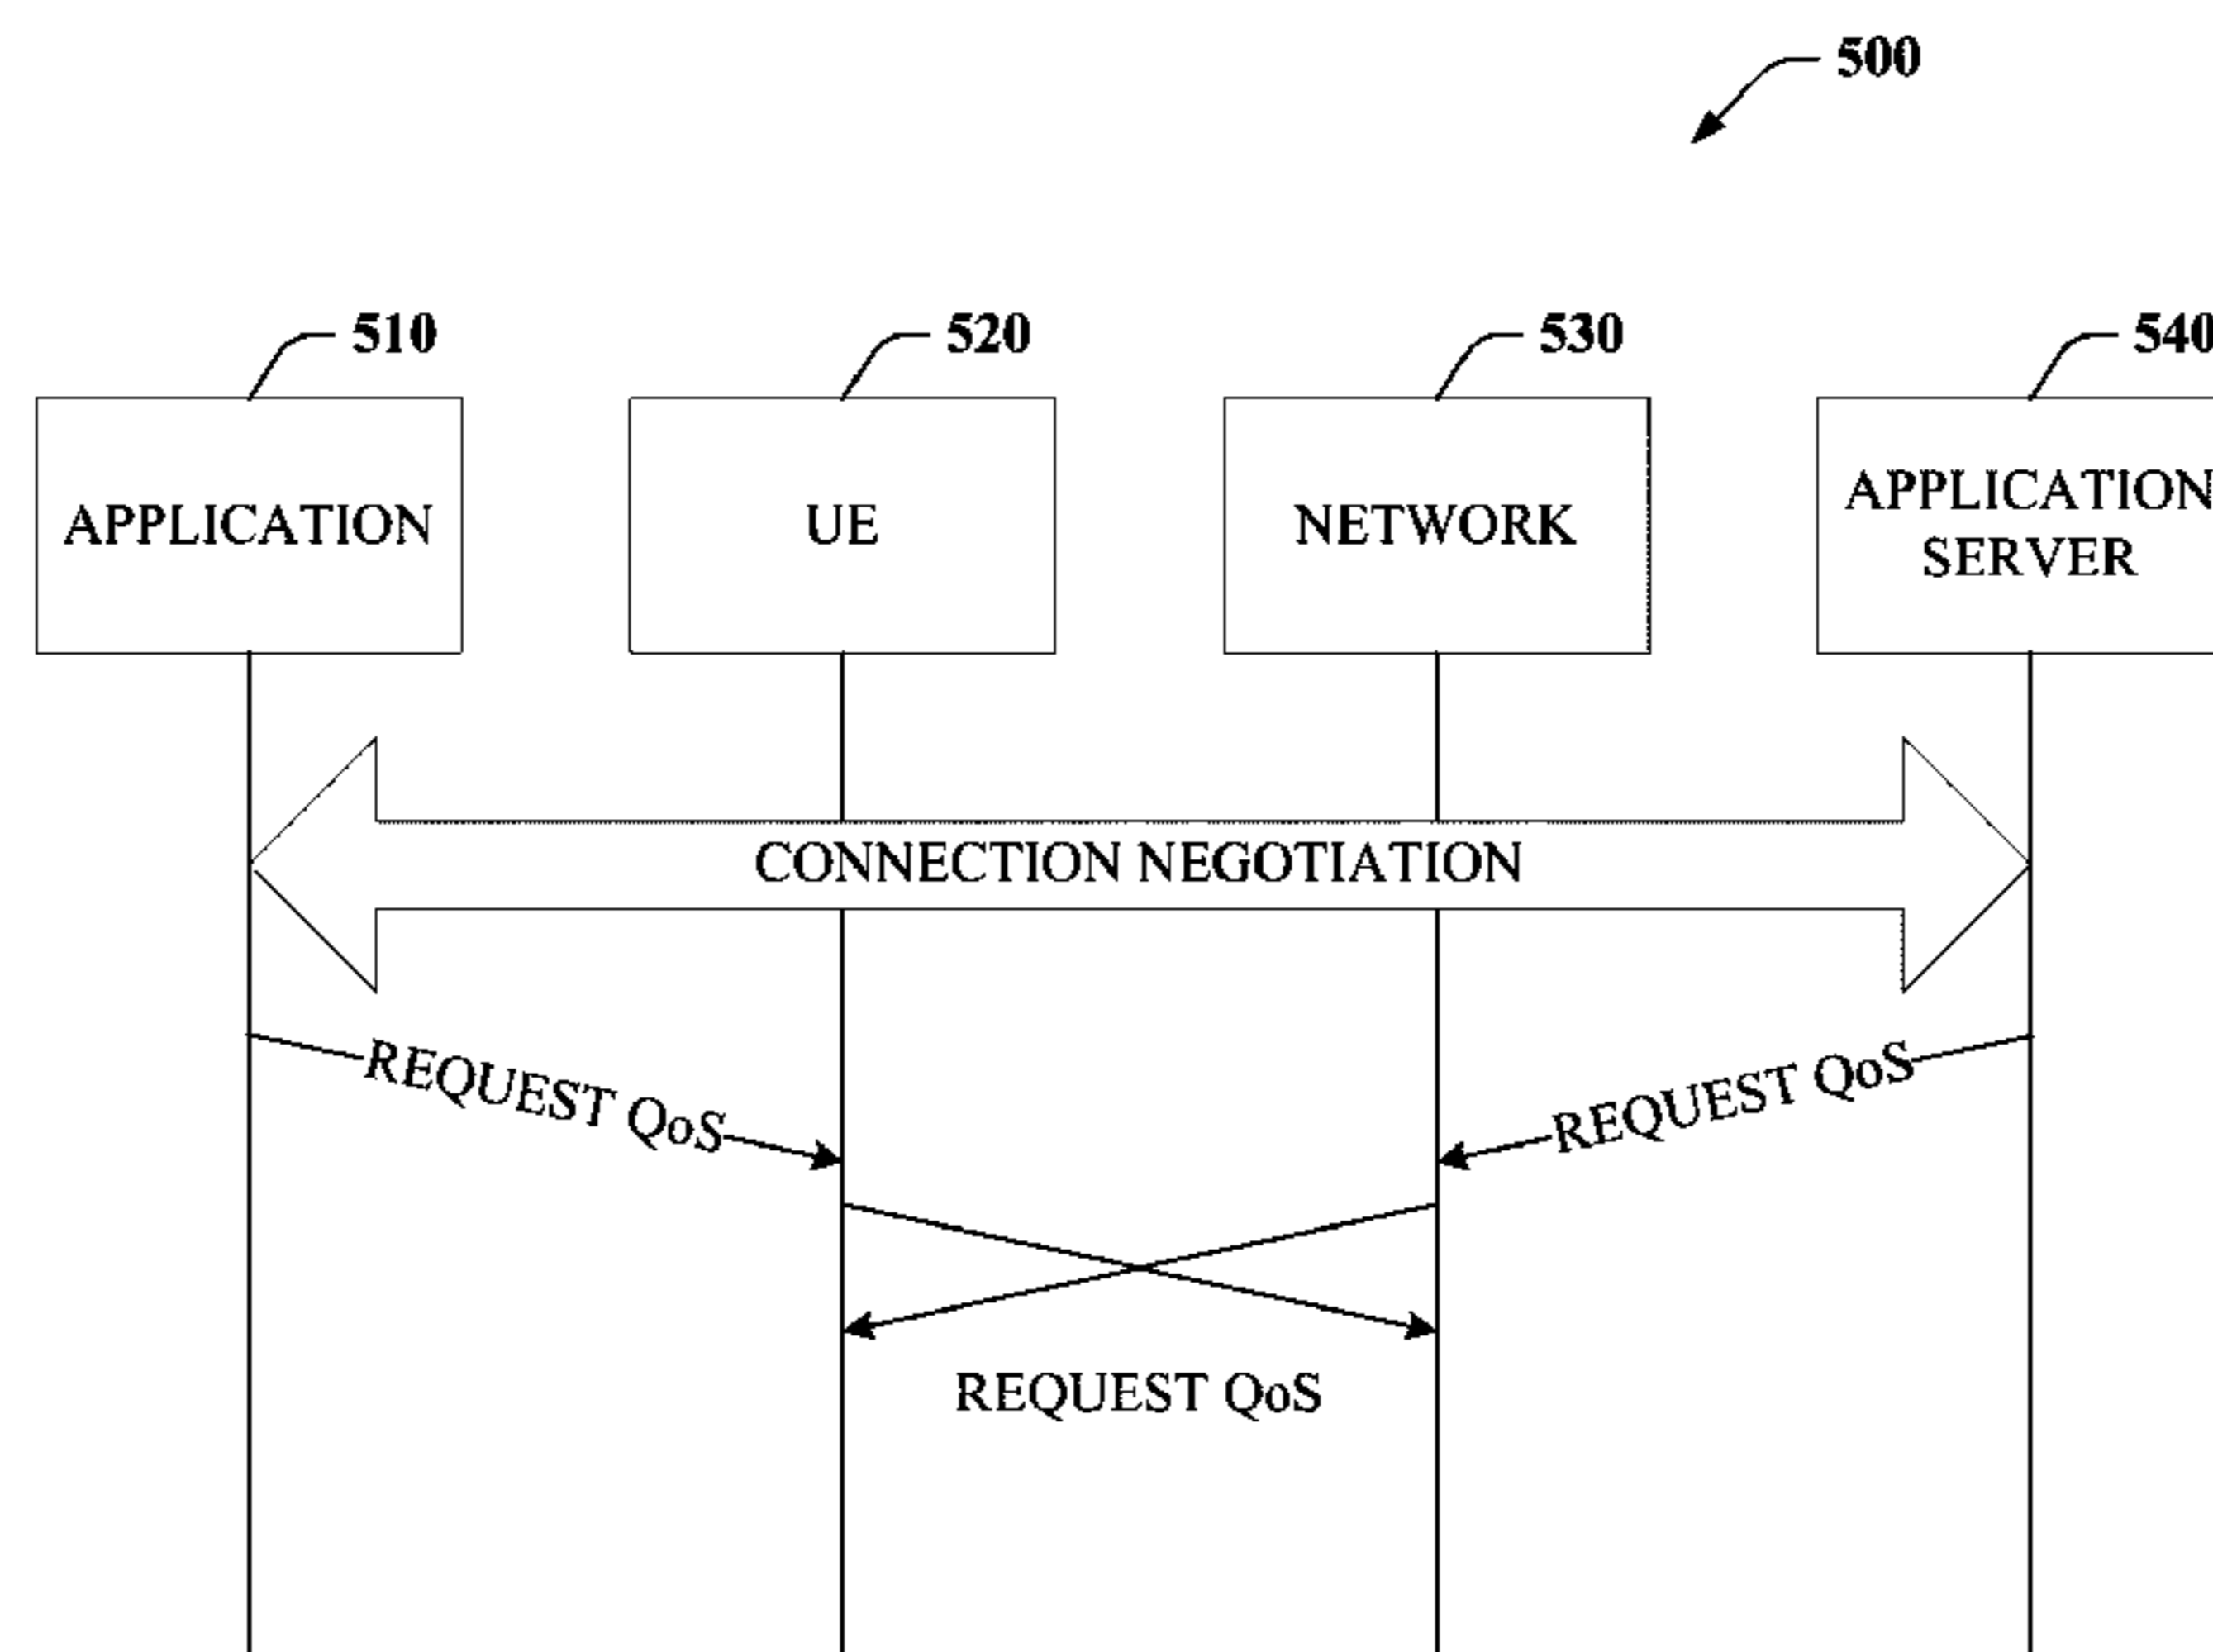 500
510
520
530
540
APPLICATION
UE
NETWORK
APPLICATION
SERVER
CONNECTION NEGOTIATION
REQUEST QoS
REQUEST QoS
REQUEST QoS